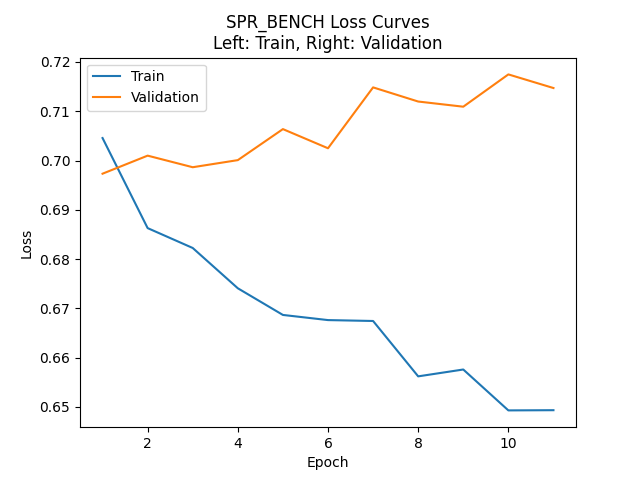 SPR_BENCH Loss Curves
Left: Train, Right: Validation
Train
Validation
0.72
0.71
0.70
0.69
0.68
0.67
0.66
0.65
Loss
2
4
6
8
10
Epoch